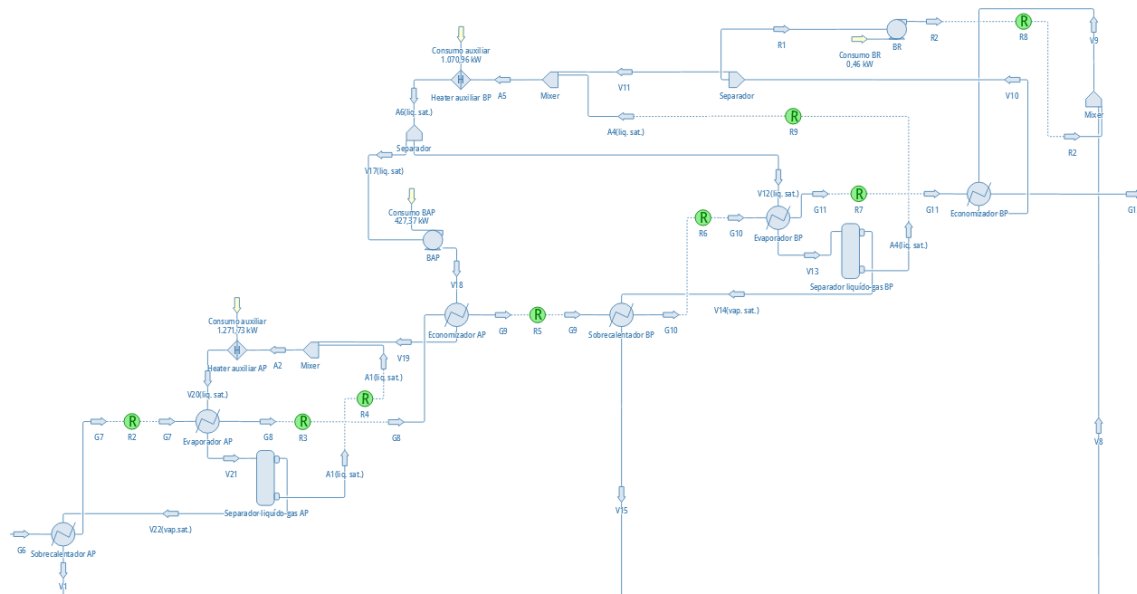 Consumo auxiliar
1.070,96 kW
H
Heater auxiliar BP
A5
Mixer
V11
Separador
R1
BR
Consumo BR
0,46 kW
R2
R
R8
V9
V10
Mixer
R2
A6(liq. sat.)
Separador
V17(liq. sat)
A4(liq. sat.)
R
R9
Consumo BAP
427,37 kW
BAP
V18
V12(liq. sat.)
R
R6
G10
Evaporador BP
G11
R
R7
G11
Economizador BP
G1
V13
A4(liq. sat.)
Separador liquído-gas BP
V14(vap. sat.)
Consumo auxiliar
1.271,73 kW
H
Heater auxiliar AP
A2
Mixer
A1(liq. sat.)
V19
Economizador AP
G9
R
R5
G9
Sobrecalentador BP
G10
V20(liq. sat.)
R
R4
G7
R
R2
G7
Evaporador AP
G8
R
R3
G8
V21
A1(liq. sat.)
Separador liquído-gas AP
V22(vap.sat.)
G6
Sobrecalentador AP
V1
V15
V8